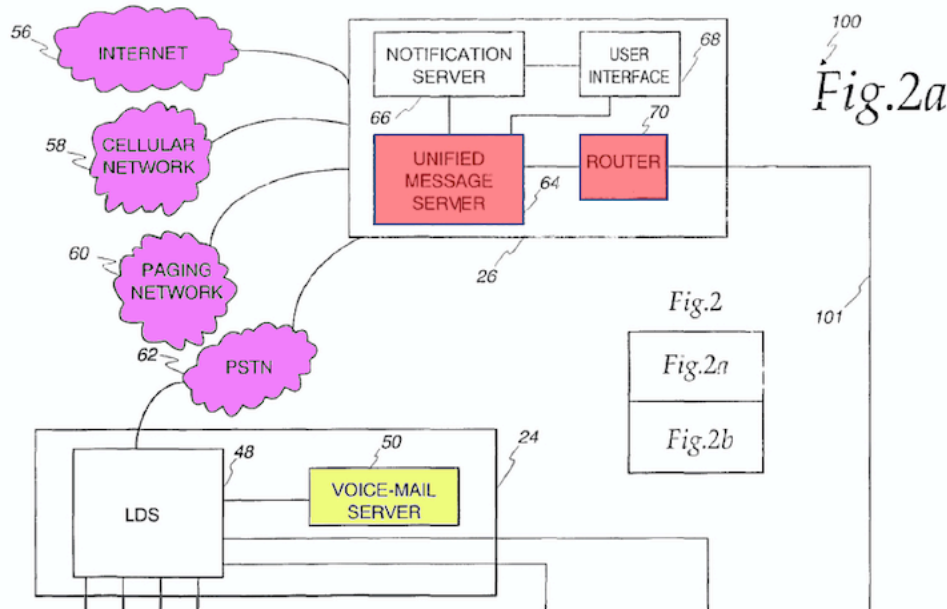 56
INTERNET
58
CELLULAR
NETWORK
60
PAGING
NETWORK
62
PSTN
NOTIFICATION
SERVER
66
USER
INTERFACE
68
UNIFIED
MESSAGE
SERVER
64
70
ROUTER
26
100
Fig.2a
101
Fig.2
Fig.2a
Fig.2b
24
48
LDS
50
VOICE-MAIL
SERVER